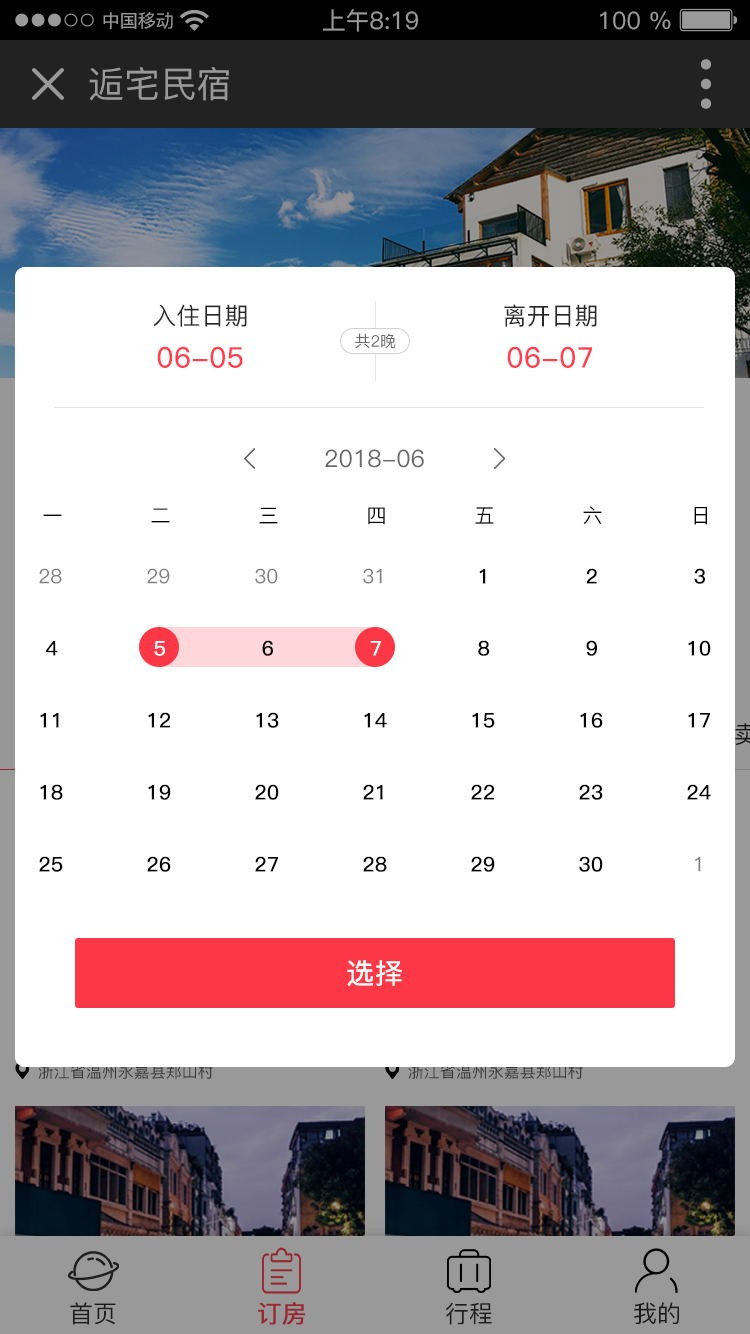 中国移动 上午8:19 100 %
逅宅民宿
入住日期 离开日期
06-05 共2晚 06-07
2018-06
一 二 三 四 五 六 日
28 29 30 31 1 2 3
4 5 6 7 8 9 10
11 12 13 14 15 16 17
卖
18 19 20 21 22 23 24
25 26 27 28 29 30 1
选择
浙江省温州永嘉县郑山村 浙江省温州永嘉县郑山村
首页 订房 行程 我的